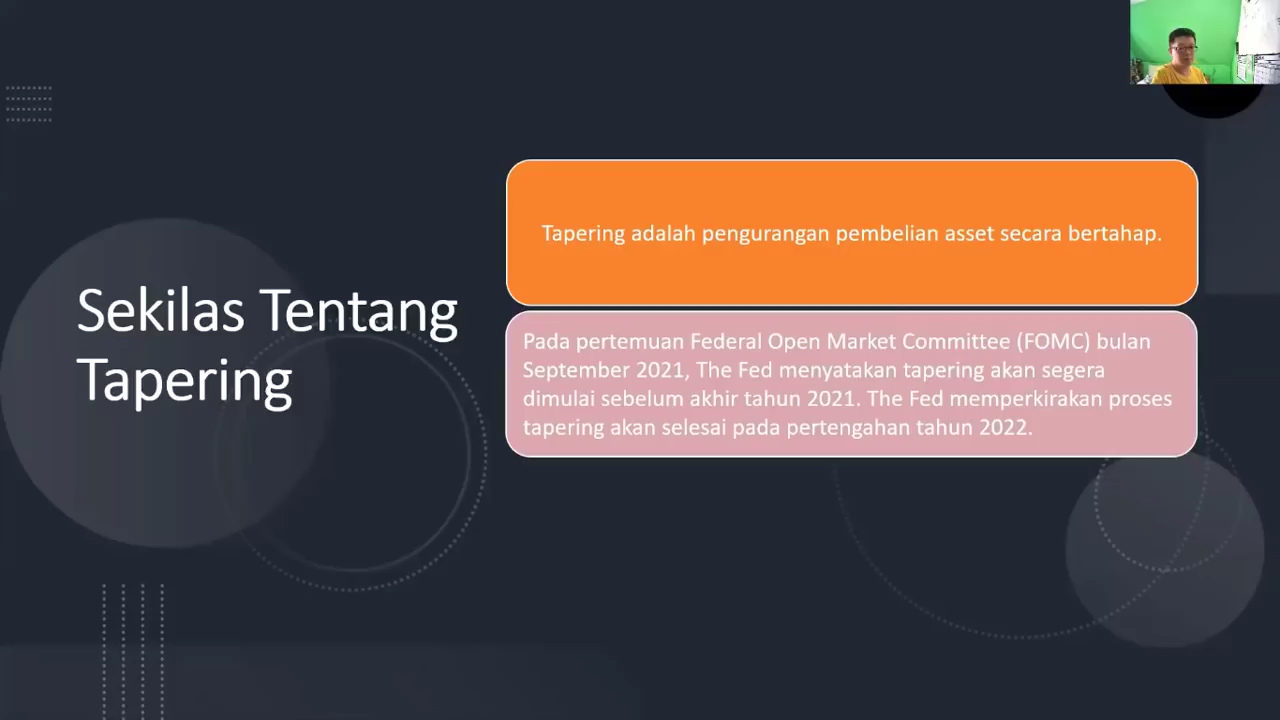 Sekilas Tentang
Tapering
Tapering adalah pengurangan pembelian asset secara bertahap.
Pada pertemuan Federal Open Market Committee (FOMC) bulan
September 2021, The Fed menyatakan tapering akan segera
dimulai sebelum akhir tahun 2021. The Fed memperkirakan proses
tapering akan selesai pada pertengahan tahun 2022.